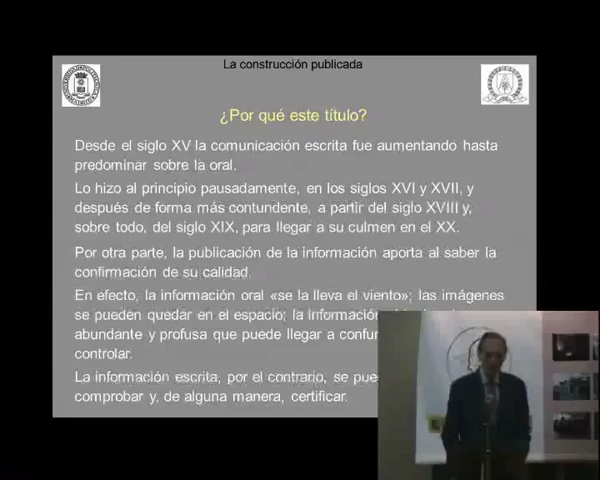 La construcción publicada
¿Por qué este título?
Desde el siglo XV la comunicación escrita fue aumentando hasta
predominar sobre la oral.
Lo hizo al principio pausadamente, en los siglos XVI y XVII, y
después de forma más contundente, a partir del siglo XVIII y,
sobre todo, del siglo XIX, para llegar a su culmen en el XX.
Por otra parte, la publicación de la información aporta al saber la
confirmación de su calidad.
En efecto, la información oral «se la lleva el viento»; las imágenes
se pueden quedar en el espacio; la información
abundante y profusa que puede llegar a
controlar.
La información escrita, por el contrario, se
comprobar y, de alguna manera, certificar.